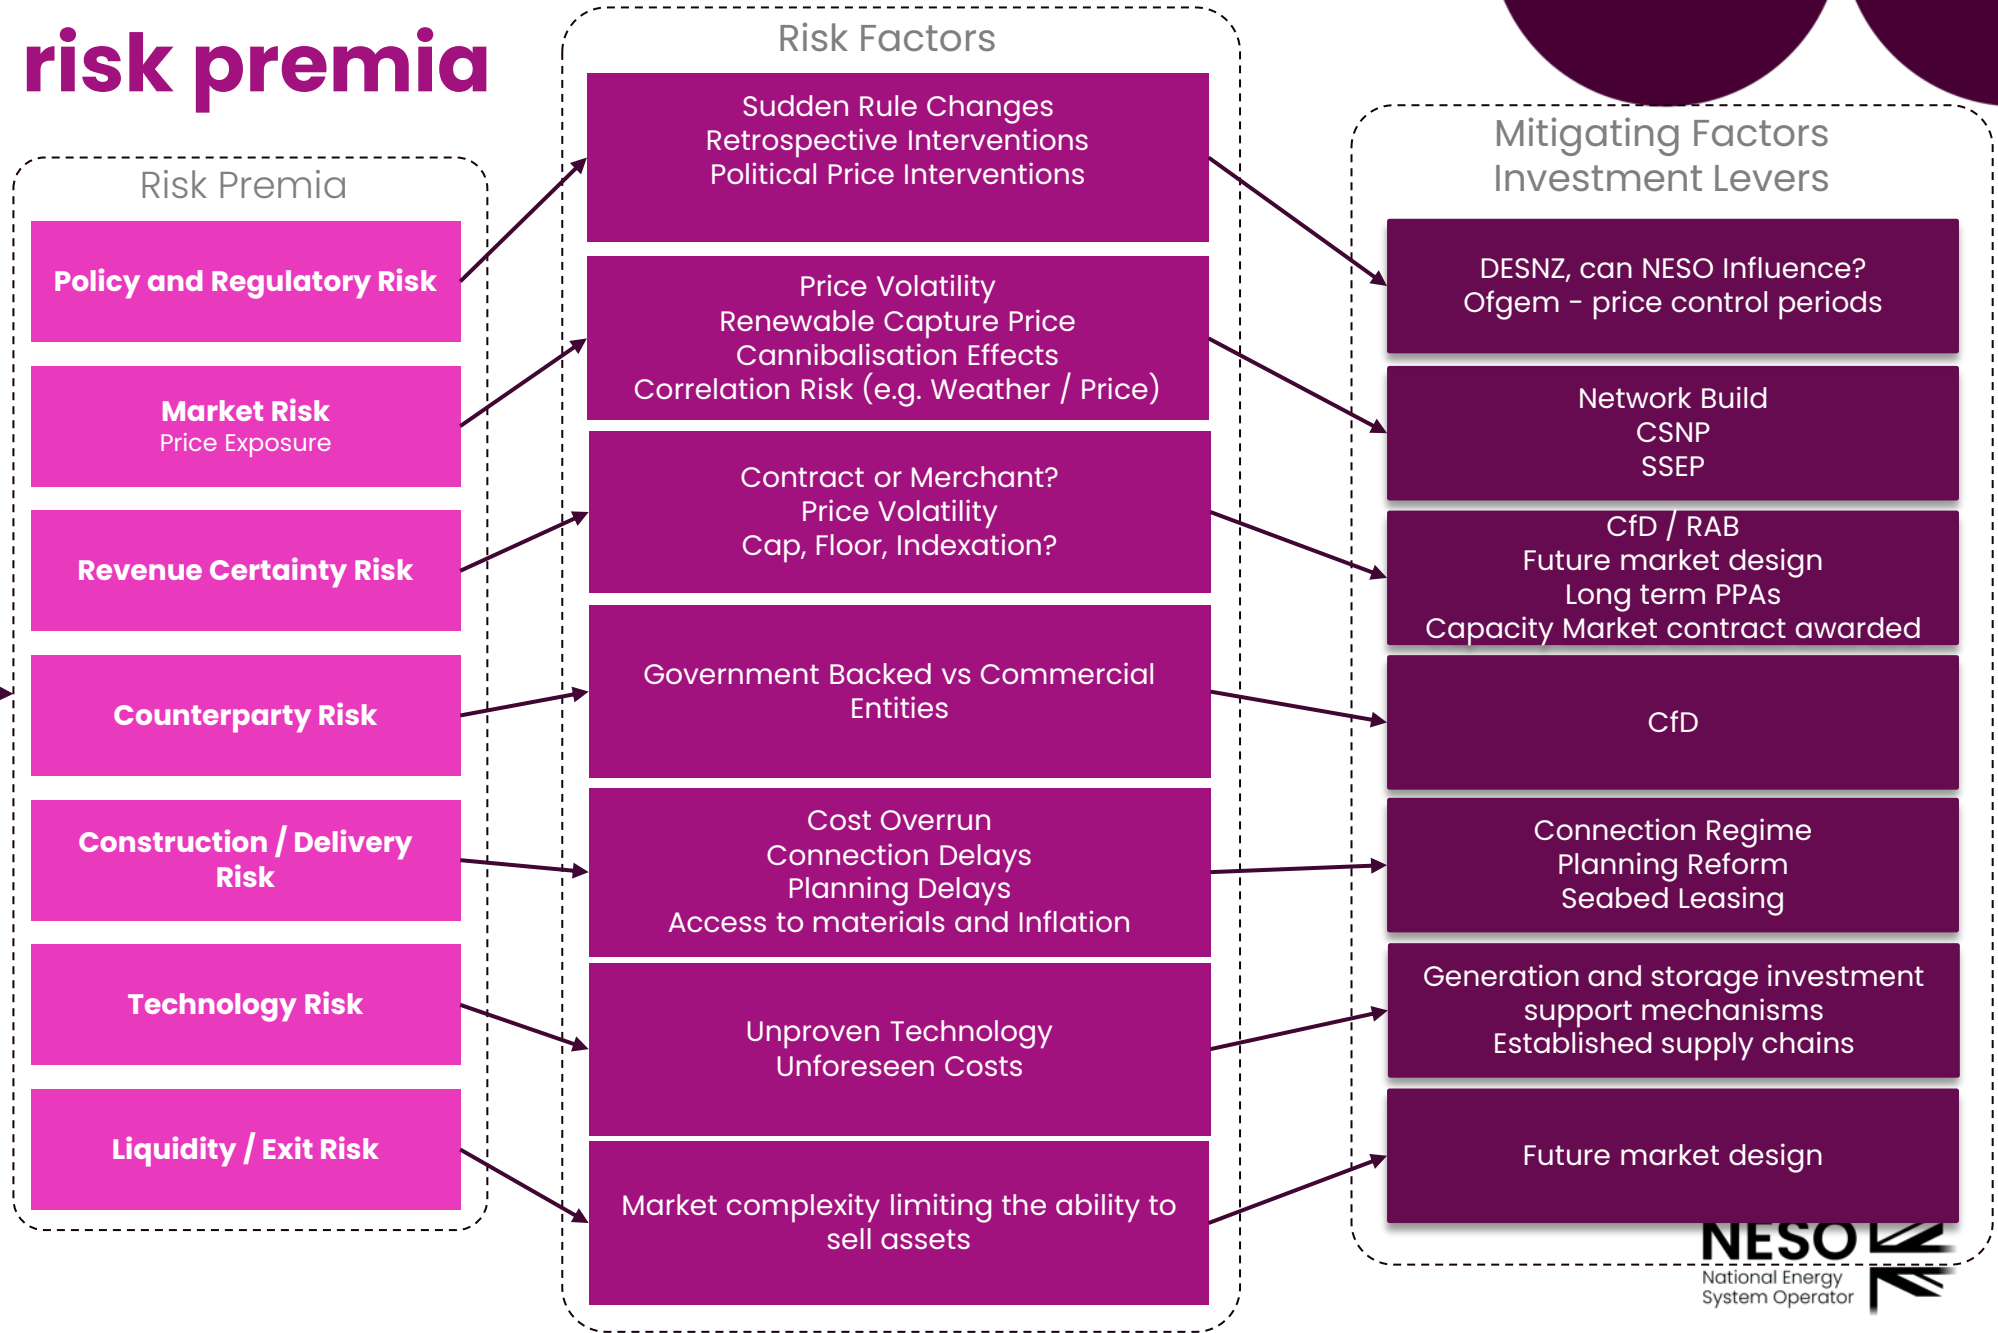 risk premia
Risk Premia
Policy and Regulatory Risk
Market Risk
Price Exposure
Revenue Certainty Risk
Counterparty Risk
Construction / Delivery
Risk
Technology Risk
Liquidity / Exit Risk
Risk Factors
Sudden Rule Changes
Retrospective Interventions
Political Price Interventions
Price Volatility
Renewable Capture Price
Cannibalisation Effects
Correlation Risk (e.g. Weather / Price)
Contract or Merchant?
Price Volatility
Cap, Floor, Indexation?
Government Backed vs Commercial
Entities
Cost Overrun
Connection Delays
Planning Delays
Access to materials and Inflation
Unproven Technology
Unforeseen Costs
Market complexity limiting the ability to
sell assets
Mitigating Factors
Investment Levers
DESNZ, can NESO Influence?
Ofgem - price control periods
Network Build
CSNP
SSEP
CfD / RAB
Future market design
Long term PPAs
Capacity Market contract awarded
CfD
Connection Regime
Planning Reform
Seabed Leasing
Generation and storage investment
support mechanisms
Established supply chains
Future market design
NESO
National Energy
System Operator